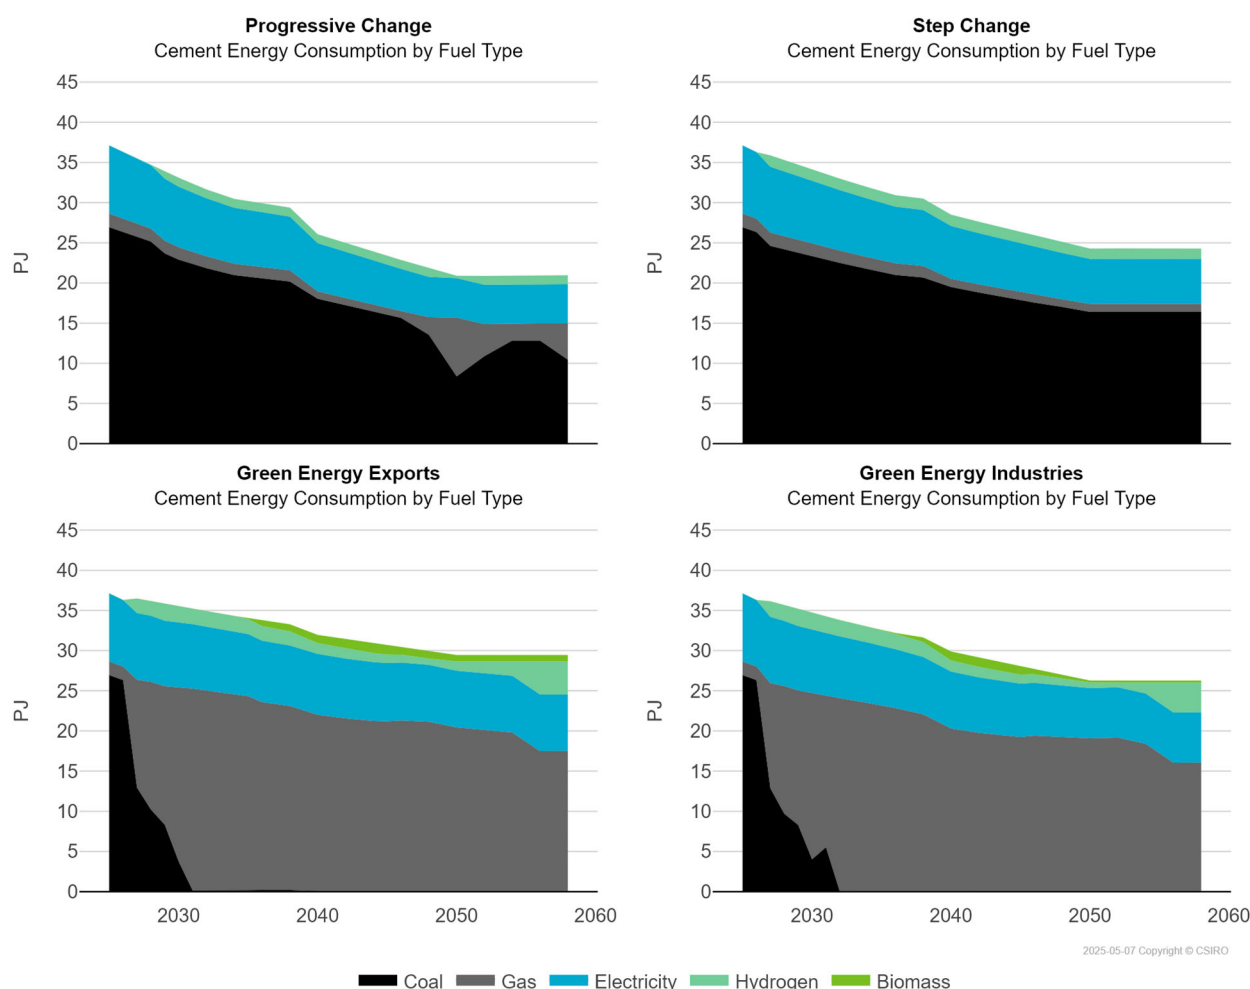 Progressive Change
Cement Energy Consumption by Fuel Type
45
40
35
30
25
20
15
10
5
0
PJ
Step Change
Cement Energy Consumption by Fuel Type
45
40
35
30
25
20
15
10
5
0
PJ
Green Energy Exports
Cement Energy Consumption by Fuel Type
45
40
35
30
25
20
15
10
5
0
PJ
2030 2040 2050 2060
Green Energy Industries
Cement Energy Consumption by Fuel Type
45
40
35
30
25
20
15
10
5
0
PJ
2030 2040 2050 2060
2025-05-07 Copyright © CSIRO
Coal Gas Electricity Hydrogen Biomass